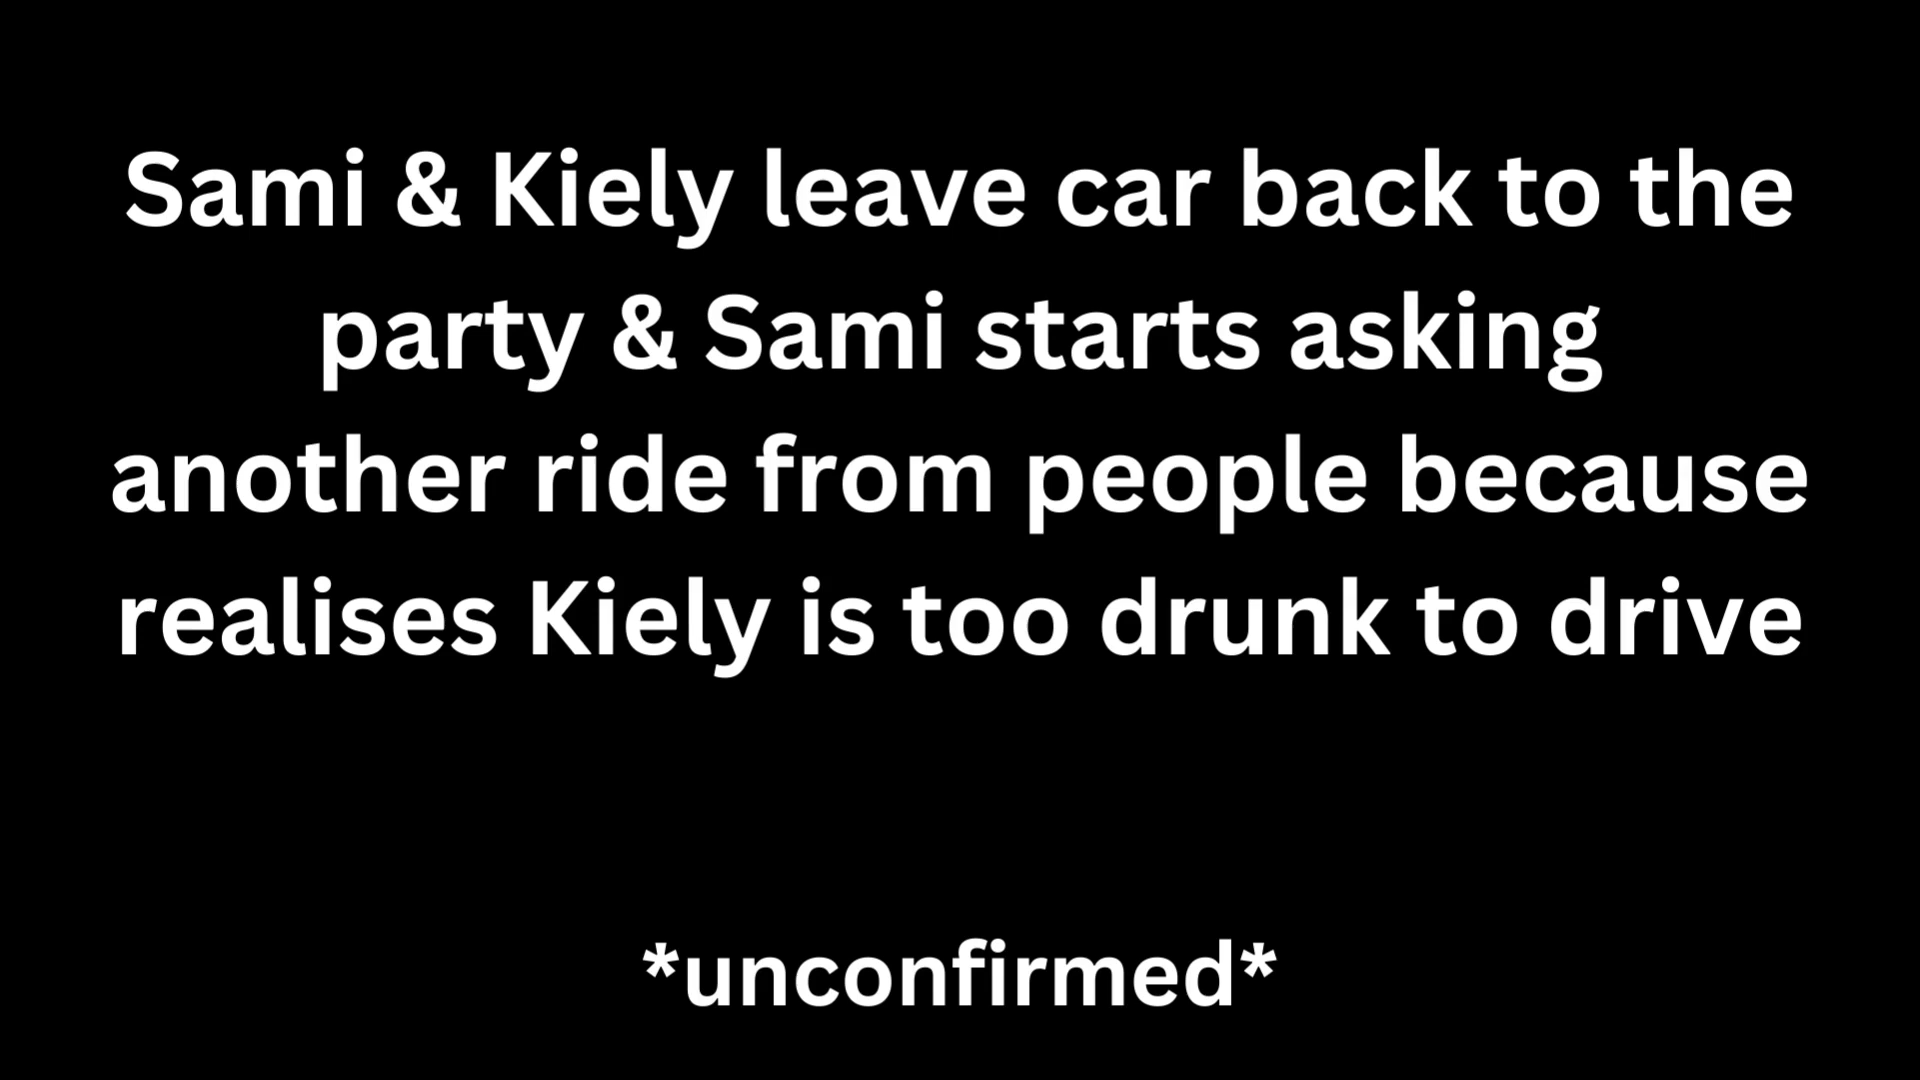 Sami & Kiely leave car back to the
party & Sami starts asking
another ride from people because
realises Kiely is too drunk to drive
*unconfirmed*